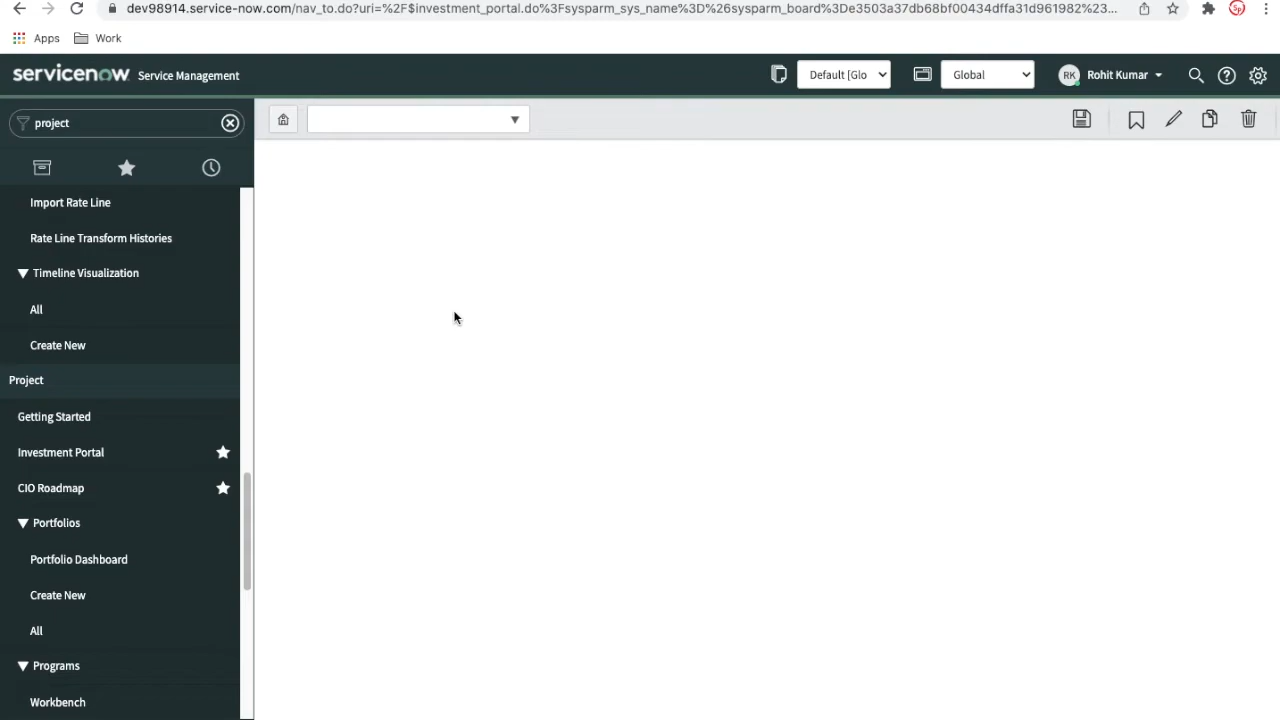 dev98914.service-now.com/nav_to.do?uri=%2F$investment_portal.do%3Fsysparm_sys_name%3D%26sysparm_board%3De3503a37db68bf00434dffa31d961982%23...
Apps
Work
servicenow
Service Management
Default [Glo
Global
RK
Rohit Kumar
project
Import Rate Line
Rate Line Transform Histories
Timeline Visualization
All
Create New
Project
Getting Started
Investment Portal
CIO Roadmap
Portfolios
Portfolio Dashboard
Create New
All
Programs
Workbench